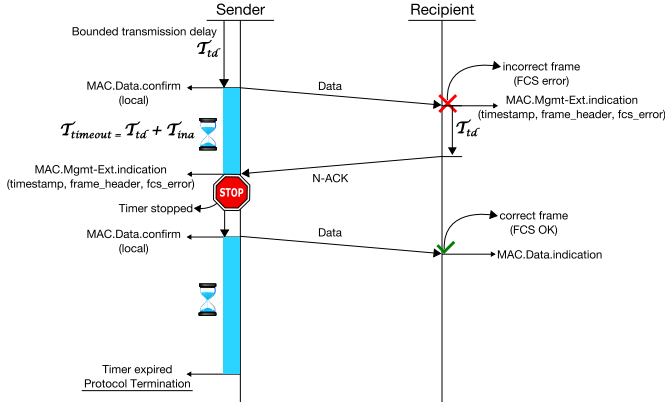 Sender
Recipient
Bounded transmission delay
𝒯td
incorrect frame
(FCS error)
MAC.Data.confirm
(local)
Data
MAC.Mgmt-Ext.indication
(timestamp, frame_header, fcs_error)
𝒯timeout = 𝒯td + 𝒯ina
𝒯td
MAC.Mgmt-Ext.indication
(timestamp, frame_header, fcs_error)
N-ACK
STOP
Timer stopped
correct frame
(FCS OK)
MAC.Data.confirm
(local)
Data
MAC.Data.indication
Timer expired
Protocol Termination